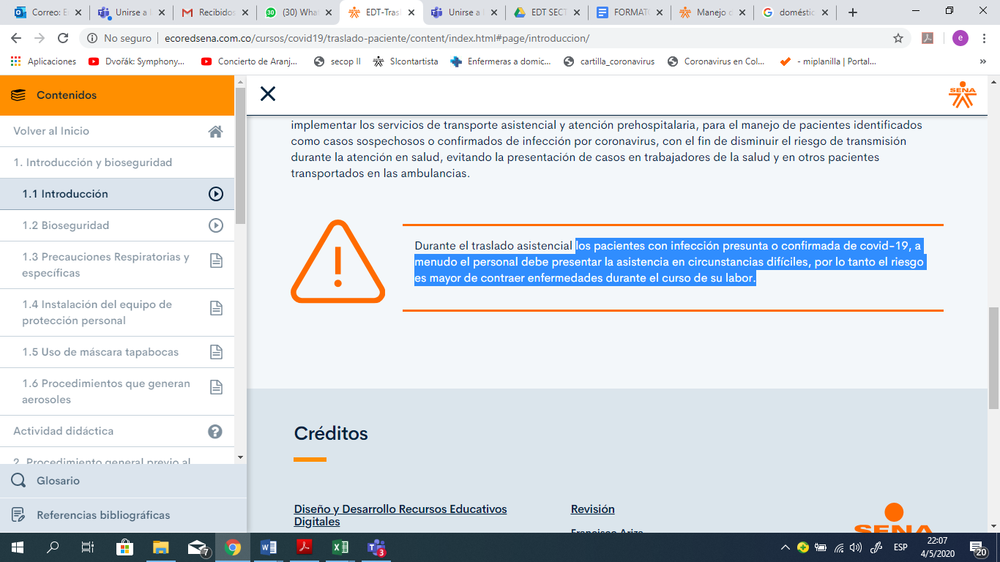 Correo: E
Unirse a l
Recibidos
(30) What
EDT-Trasl
Unirse a l
EDT SECT
FORMATO
Manejo d
doméstic
No seguro
ecoredsena.com.co/cursos/covid19/traslado-paciente/content/index.html#page/introduccion/
e
Aplicaciones
Dvořák: Symphony...
Concierto de Aranj...
secop II
SIcontartista
Enfermeras a domic...
cartilla_coronavirus
Coronavirus en Col...
- miplanilla | Portal...
»
Contenidos
Volver al Inicio
1. Introducción y bioseguridad
1.1 Introducción
1.2 Bioseguridad
1.3 Precauciones Respiratorias y
específicas
1.4 Instalación del equipo de
protección personal
1.5 Uso de máscara tapabocas
1.6 Procedimientos que generan
aerosoles
Actividad didáctica
2. Procedimiento general previo al
Glosario
Referencias bibliográficas
SENA
implementar los servicios de transporte asistencial y atención prehospitalaria, para el manejo de pacientes identificados
como casos sospechosos o confirmados de infección por coronavirus, con el fin de disminuir el riesgo de transmisión
durante la atención en salud, evitando la presentación de casos en trabajadores de la salud y en otros pacientes
transportados en las ambulancias.
Durante el traslado asistencial los pacientes con infección presunta o confirmada de covid-19, a
menudo el personal debe presentar la asistencia en circunstancias difíciles, por lo tanto el riesgo
es mayor de contraer enfermedades durante el curso de su labor.
Créditos
Diseño y Desarrollo Recursos Educativos
Digitales
Revisión
Francisco Ariza
SENA
7
3
ESP
22:07
4/5/2020
20